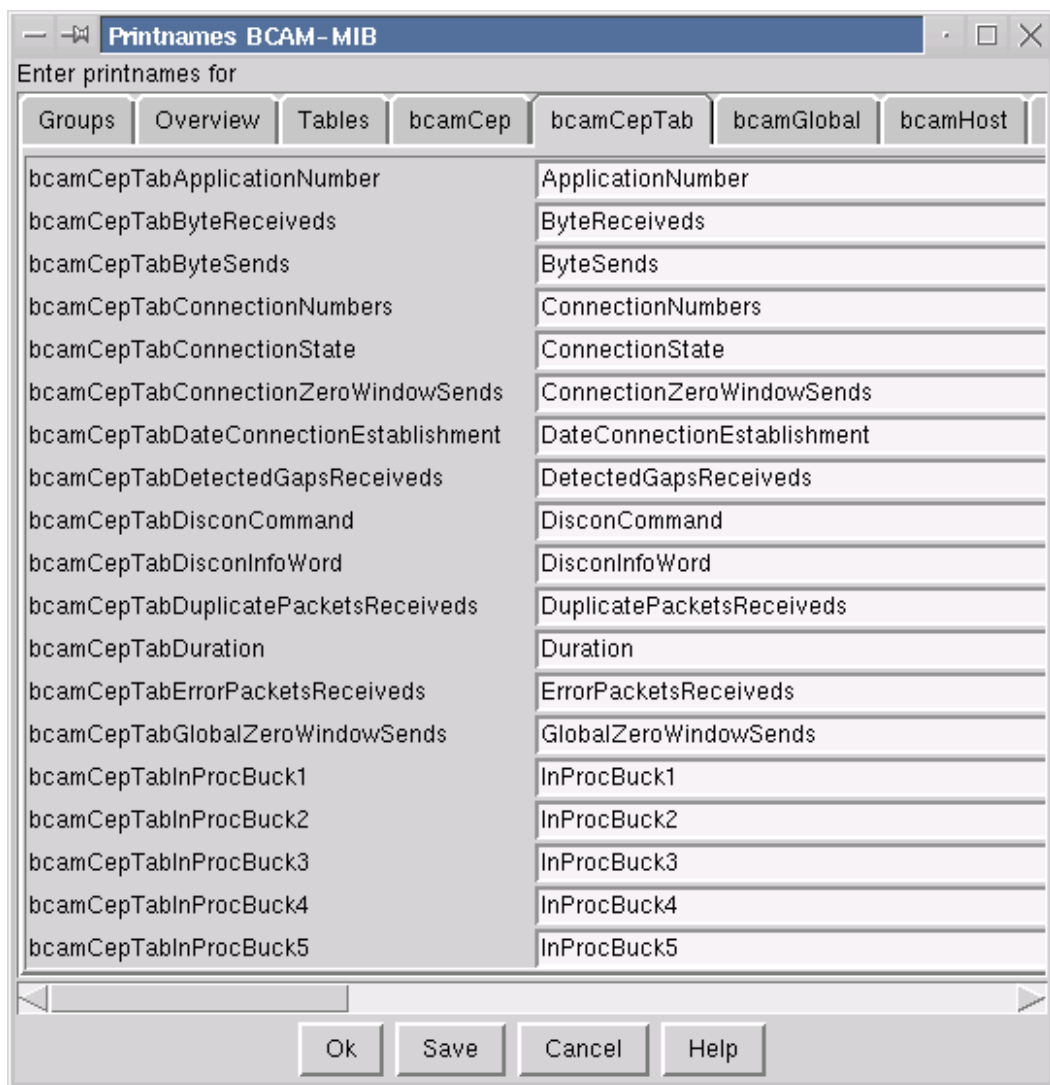 Printnames BCAM-MIB
Enter printnames for
Groups Overview Tables bcamCep bcamCepTab bcamGlobal bcamHost
bcamCepTabApplicationNumber ApplicationNumber
bcamCepTabByteReceiveds ByteReceiveds
bcamCepTabByteSends ByteSends
bcamCepTabConnectionNumbers ConnectionNumbers
bcamCepTabConnectionState ConnectionState
bcamCepTabConnectionZeroWindowSends ConnectionZeroWindowSends
bcamCepTabDateConnectionEstablishment DateConnectionEstablishment
bcamCepTabDetectedGapsReceiveds DetectedGapsReceiveds
bcamCepTabDisconCommand DisconCommand
bcamCepTabDisconInfoWord DisconInfoWord
bcamCepTabDuplicatePacketsReceiveds DuplicatePacketsReceiveds
bcamCepTabDuration Duration
bcamCepTabErrorPacketsReceiveds ErrorPacketsReceiveds
bcamCepTabGlobalZeroWindowSends GlobalZeroWindowSends
bcamCepTabInProcBuck1 InProcBuck1
bcamCepTabInProcBuck2 InProcBuck2
bcamCepTabInProcBuck3 InProcBuck3
bcamCepTabInProcBuck4 InProcBuck4
bcamCepTabInProcBuck5 InProcBuck5
Ok Save Cancel Help